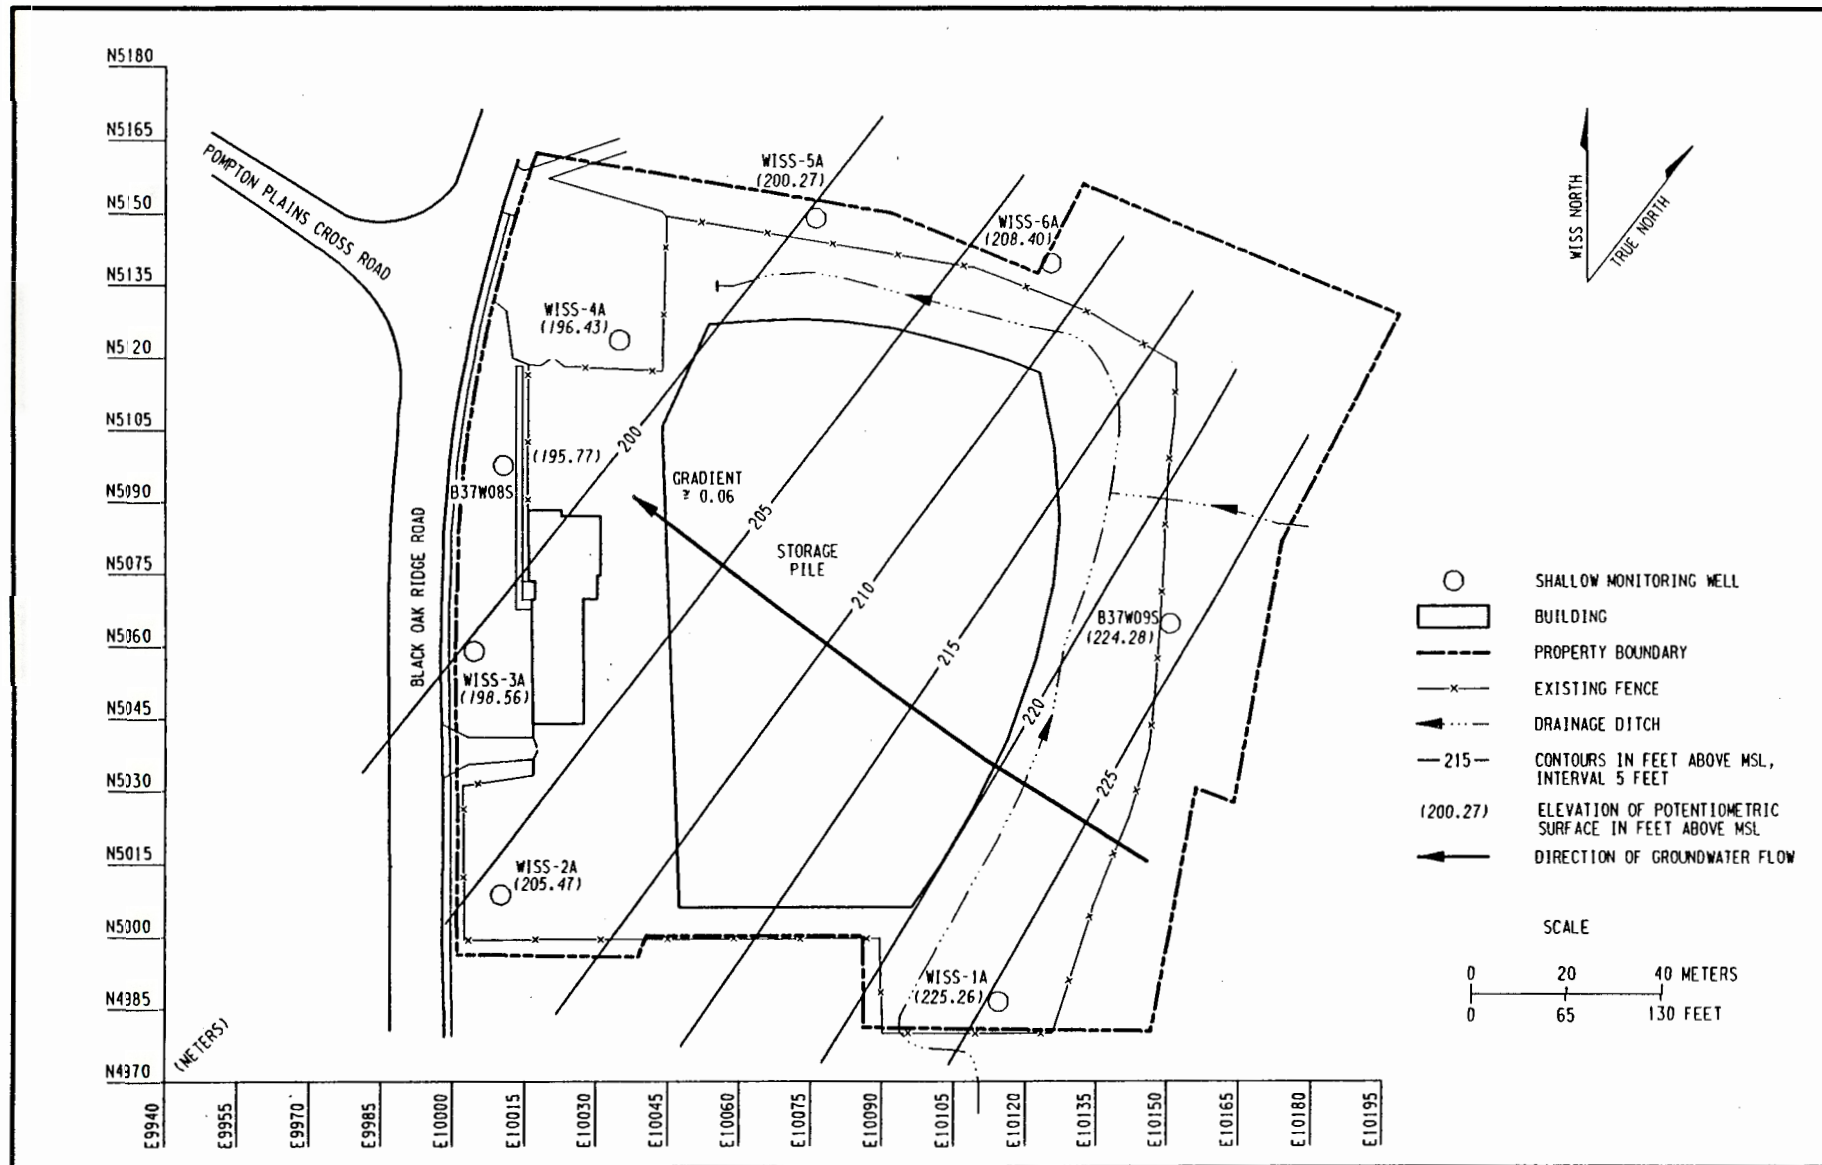 N5180
N5165
N5150
N5135
N5120
N5105
N5090
N5075
N5060
N5045
N5030
N5015
N5000
N4985
N4970
(METERS)
E9940
E9955
E9970
E9985
E10000
E10015
E10030
E10045
E10060
E10075
E10090
E10105
E10120
E10135
E10150
E10165
E10180
E10195
POMPTON PLAINS CROSS ROAD
BLACK OAK RIDGE ROAD
WISS-5A
(200.27)
WISS-6A
(208.40)
WISS-4A
(196.43)
(195.77)
B37W08S
WISS-3A
(198.56)
WISS-2A
(205.47)
WISS-1A
(225.26)
B37W09S
(224.28)
GRADIENT
≅ 0.06
STORAGE
PILE
200
205
210
215
220
225
WISS NORTH
TRUE NORTH
SHALLOW MONITORING WELL
BUILDING
PROPERTY BOUNDARY
EXISTING FENCE
DRAINAGE DITCH
215
CONTOURS IN FEET ABOVE MSL,
INTERVAL 5 FEET
(200.27)
ELEVATION OF POTENTIOMETRIC
SURFACE IN FEET ABOVE MSL
DIRECTION OF GROUNDWATER FLOW
SCALE
0 20 40 METERS
0 65 130 FEET